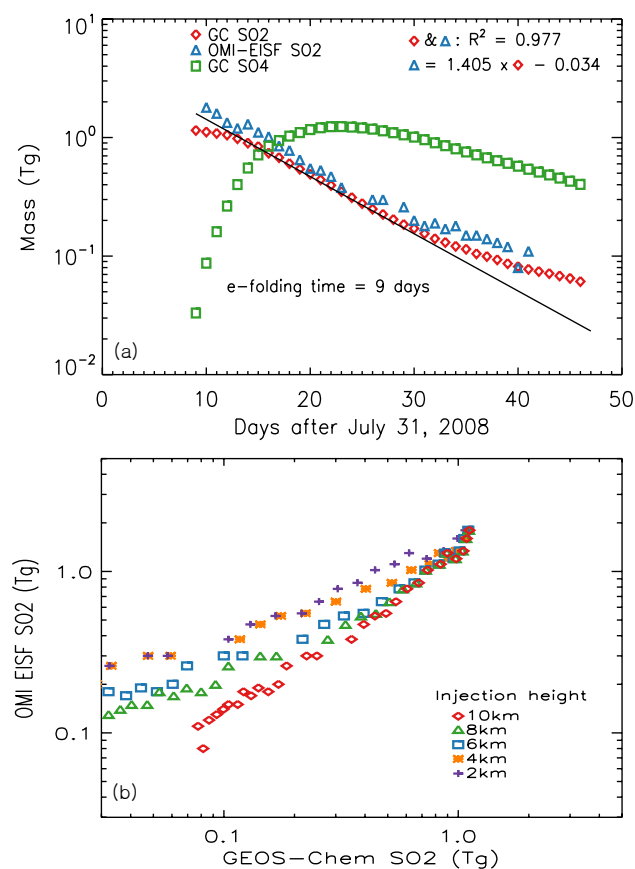 GC SO2
OMI-EISF SO2
GC SO4
& : R² = 0.977
= 1.405 x - 0.034
10¹
10⁰
10⁻¹
10⁻²
Mass (Tg)
e-folding time = 9 days
(a)
0 10 20 30 40 50
Days after July 31, 2008
1.0
0.1
OMI EISF SO2 (Tg)
Injection height
10km
8km
6km
4km
2km
(b)
0.1 1.0
GEOS-Chem SO2 (Tg)